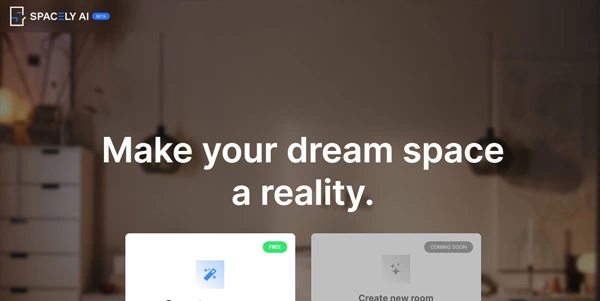 SPACELY AI BETA
Make your dream space
a reality.
FREE
COMING SOON
Create new room